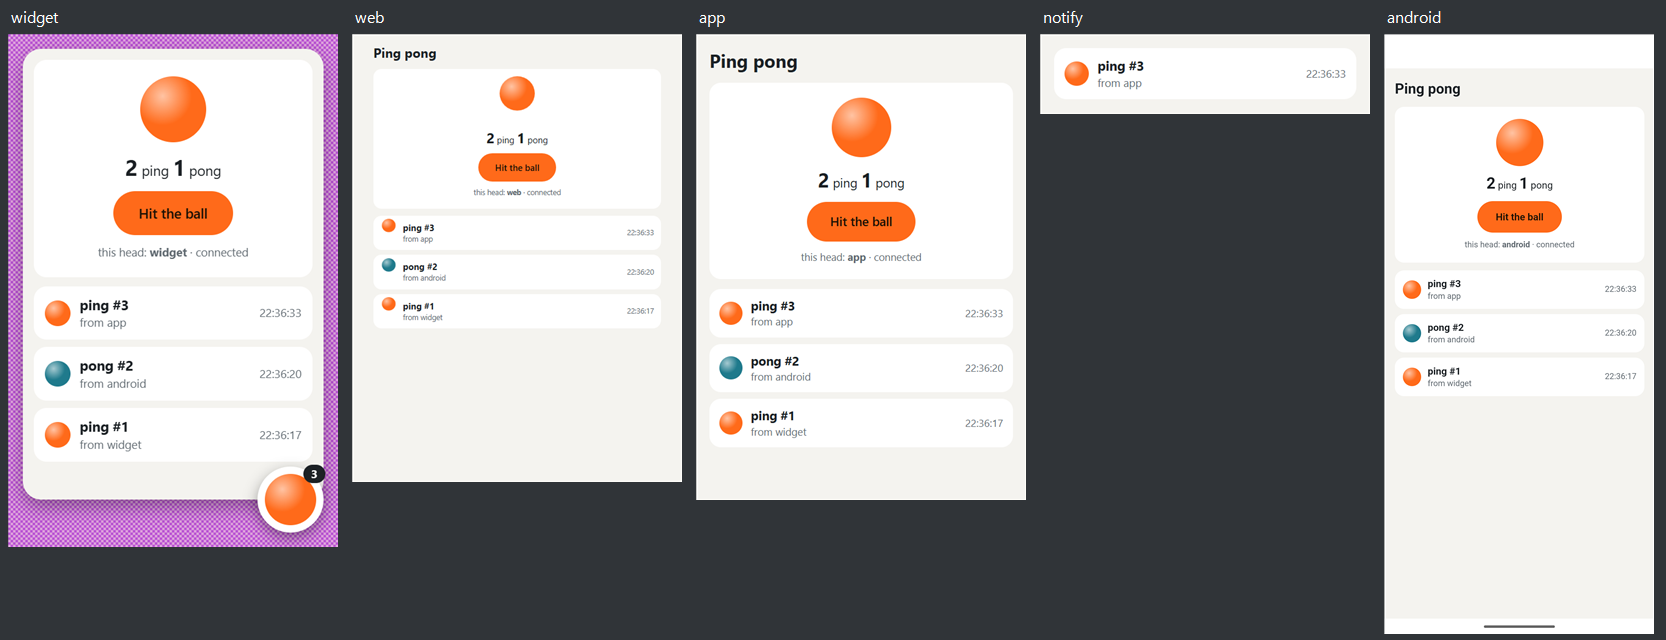 widget
2 ping 1 pong
Hit the ball
this head: widget · connected
ping #3
from app
22:36:33
pong #2
from android
22:36:20
ping #1
from widget
22:36:17
3
web
Ping pong
2 ping 1 pong
Hit the ball
this head: web · connected
ping #3
from app
22:36:33
pong #2
from android
22:36:20
ping #1
from widget
22:36:17
app
Ping pong
2 ping 1 pong
Hit the ball
this head: app · connected
ping #3
from app
22:36:33
pong #2
from android
22:36:20
ping #1
from widget
22:36:17
notify
ping #3
from app
22:36:33
android
Ping pong
2 ping 1 pong
Hit the ball
this head: android · connected
ping #3
from app
22:36:33
pong #2
from android
22:36:20
ping #1
from widget
22:36:17